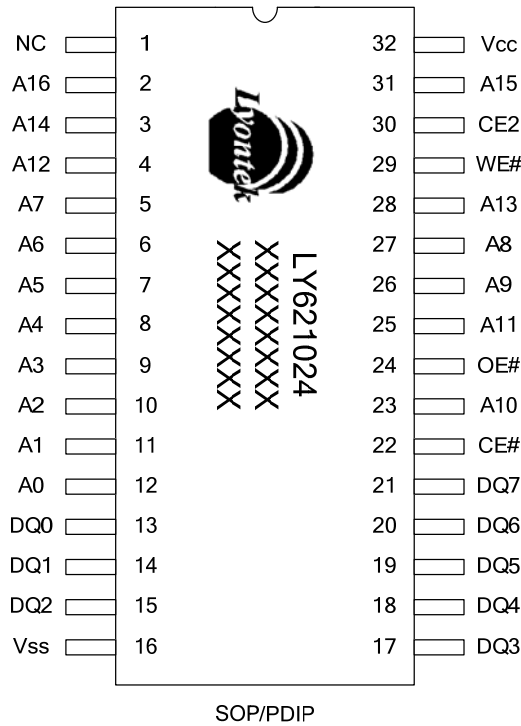 NC 1 32 Vcc
A16 2 31 A15
A14 3 30 CE2
A12 4 29 WE#
A7 5 28 A13
A6 6 27 A8
A5 7 26 A9
A4 8 25 A11
A3 9 24 OE#
A2 10 23 A10
A1 11 22 CE#
A0 12 21 DQ7
DQ0 13 20 DQ6
DQ1 14 19 DQ5
DQ2 15 18 DQ4
Vss 16 17 DQ3
Lyontek
LY621024
XXXXXXXX
XXXXXXXX
SOP/PDIP